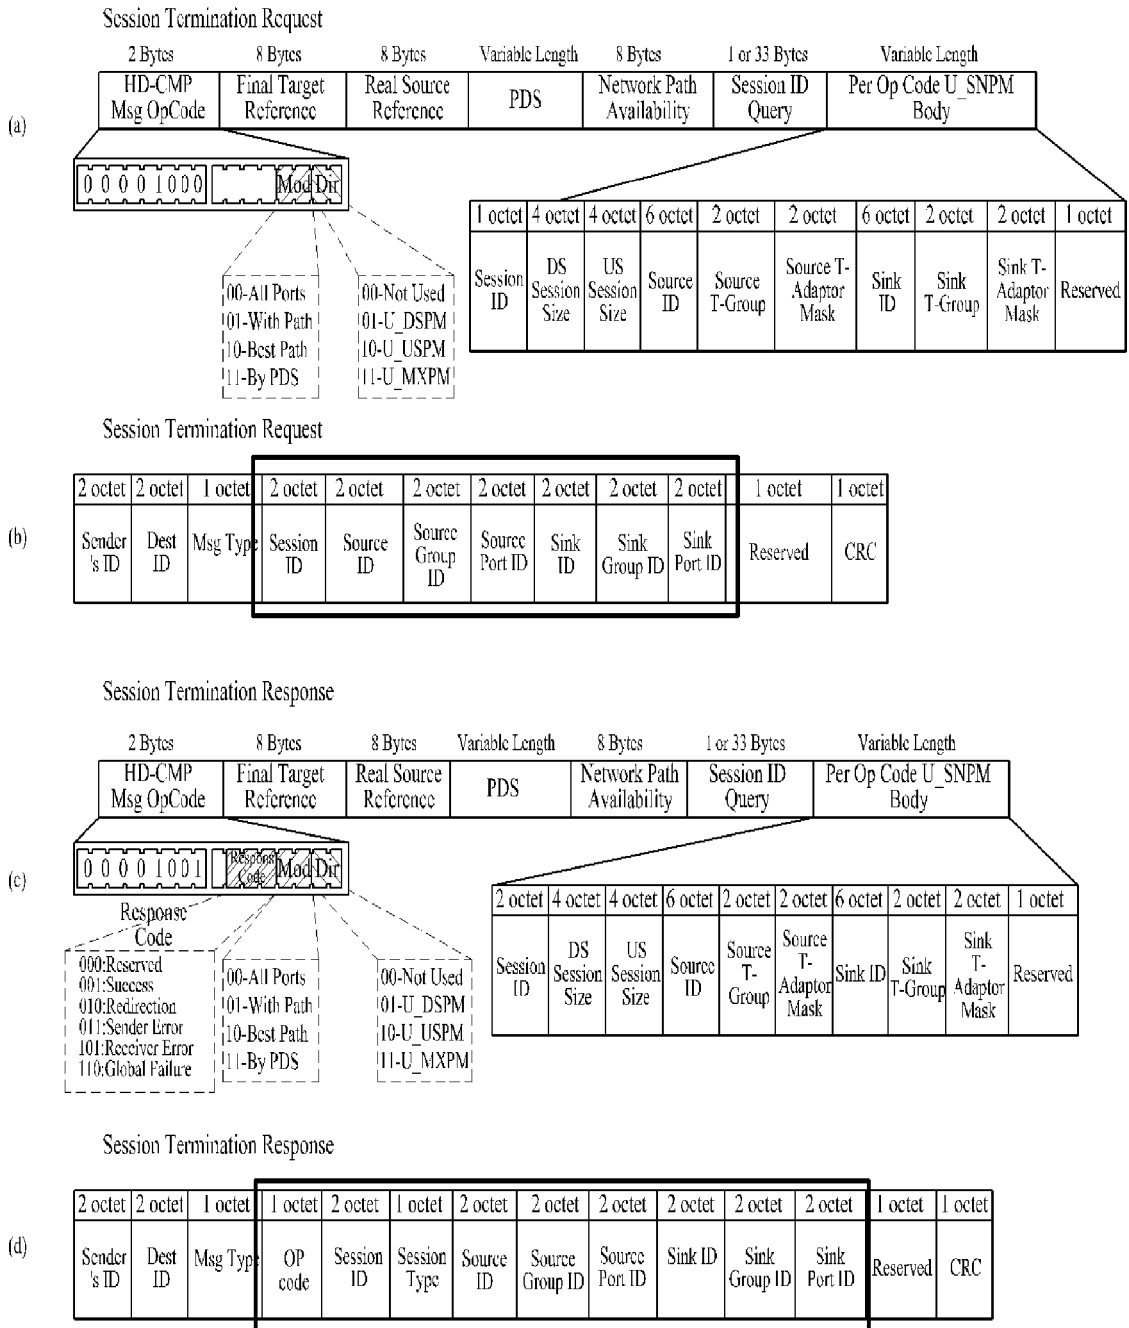 Session Termination Request
2 Bytes 8 Bytes 8 Bytes Variable Length 8 Bytes 1 or 33 Bytes Variable Length
HD-CMP Msg OpCode
Final Target Reference
Real Source Reference
PDS
Network Path Availability
Session ID Query
Per Op Code U_SNPM Body
(a)
0 0 0 0 1 0 0 0 Mod Dir
00-All Ports
01-With Path
10-Best Path
11-By PDS
00-Not Used
01-U_DSPM
10-U_USPM
11-U_MXPM
1 octet 4 octet 4 octet 6 octet 2 octet 2 octet 6 octet 2 octet 2 octet 1 octet
Session ID
DS Session Size
US Session Size
Source ID
Source T-Group
Source T-Adaptor Mask
Sink ID
Sink T-Group
Sink T-Adaptor Mask
Reserved
Session Termination Request
(b)
2 octet 2 octet 1 octet 2 octet 2 octet 2 octet 2 octet 2 octet 2 octet 2 octet 1 octet 1 octet
Sender 's ID
Dest ID
Msg Type
Session ID
Source ID
Source Group ID
Source Port ID
Sink ID
Sink Group ID
Sink Port ID
Reserved
CRC
Session Termination Response
2 Bytes 8 Bytes 8 Bytes Variable Length 8 Bytes 1 or 33 Bytes Variable Length
HD-CMP Msg OpCode
Final Target Reference
Real Source Reference
PDS
Network Path Availability
Session ID Query
Per Op Code U_SNPM Body
(c)
0 0 0 0 1 0 0 1 Respons Code Mod Dir
Response Code
000:Reserved
001:Success
010:Redirection
011:Sender Error
101:Receiver Error
110:Global Failure
00-All Ports
01-With Path
10-Best Path
11-By PDS
00-Not Used
01-U_DSPM
10-U_USPM
11-U_MXPM
2 octet 4 octet 4 octet 6 octet 2 octet 2 octet 6 octet 2 octet 2 octet 1 octet
Session ID
DS Session Size
US Session Size
Source ID
Source T-Group
Source T-Adaptor Mask
Sink ID
Sink T-Group
Sink T-Adaptor Mask
Reserved
Session Termination Response
(d)
2 octet 2 octet 1 octet 1 octet 2 octet 1 octet 2 octet 2 octet 2 octet 2 octet 2 octet 2 octet 1 octet 1 octet
Sender 's ID
Dest ID
Msg Type
OP code
Session ID
Session Type
Source ID
Source Group ID
Source Port ID
Sink ID
Sink Group ID
Sink Port ID
Reserved
CRC